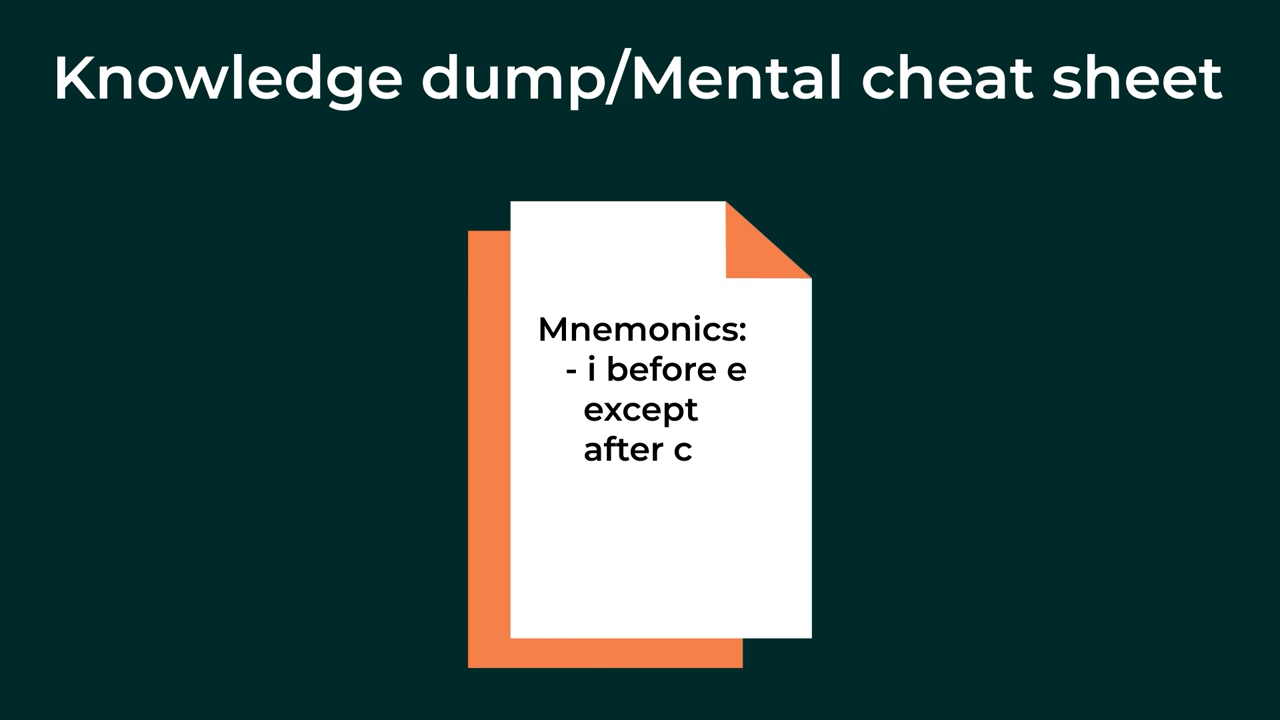 Knowledge dump/Mental cheat sheet
Mnemonics:
- i before e
except
after c